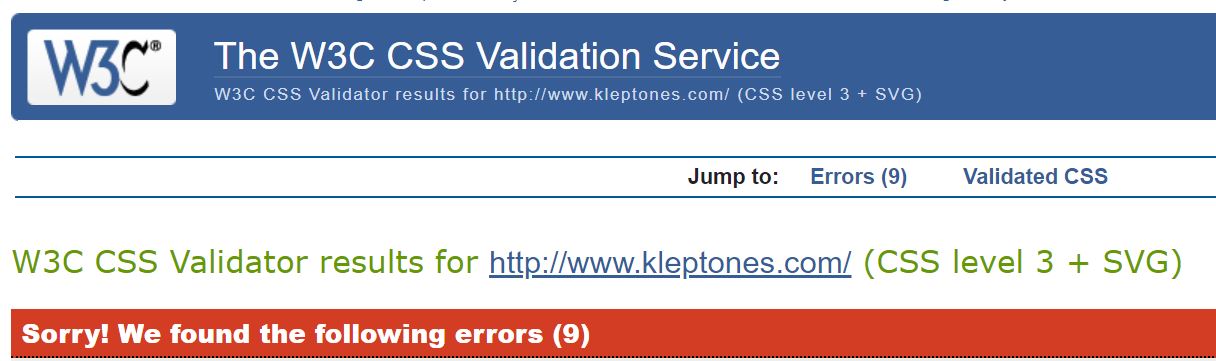 W3C®
The W3C CSS Validation Service
W3C CSS Validator results for http://www.kleptones.com/ (CSS level 3 + SVG)
Jump to: Errors (9) Validated CSS
W3C CSS Validator results for http://www.kleptones.com/ (CSS level 3 + SVG)
Sorry! We found the following errors (9)